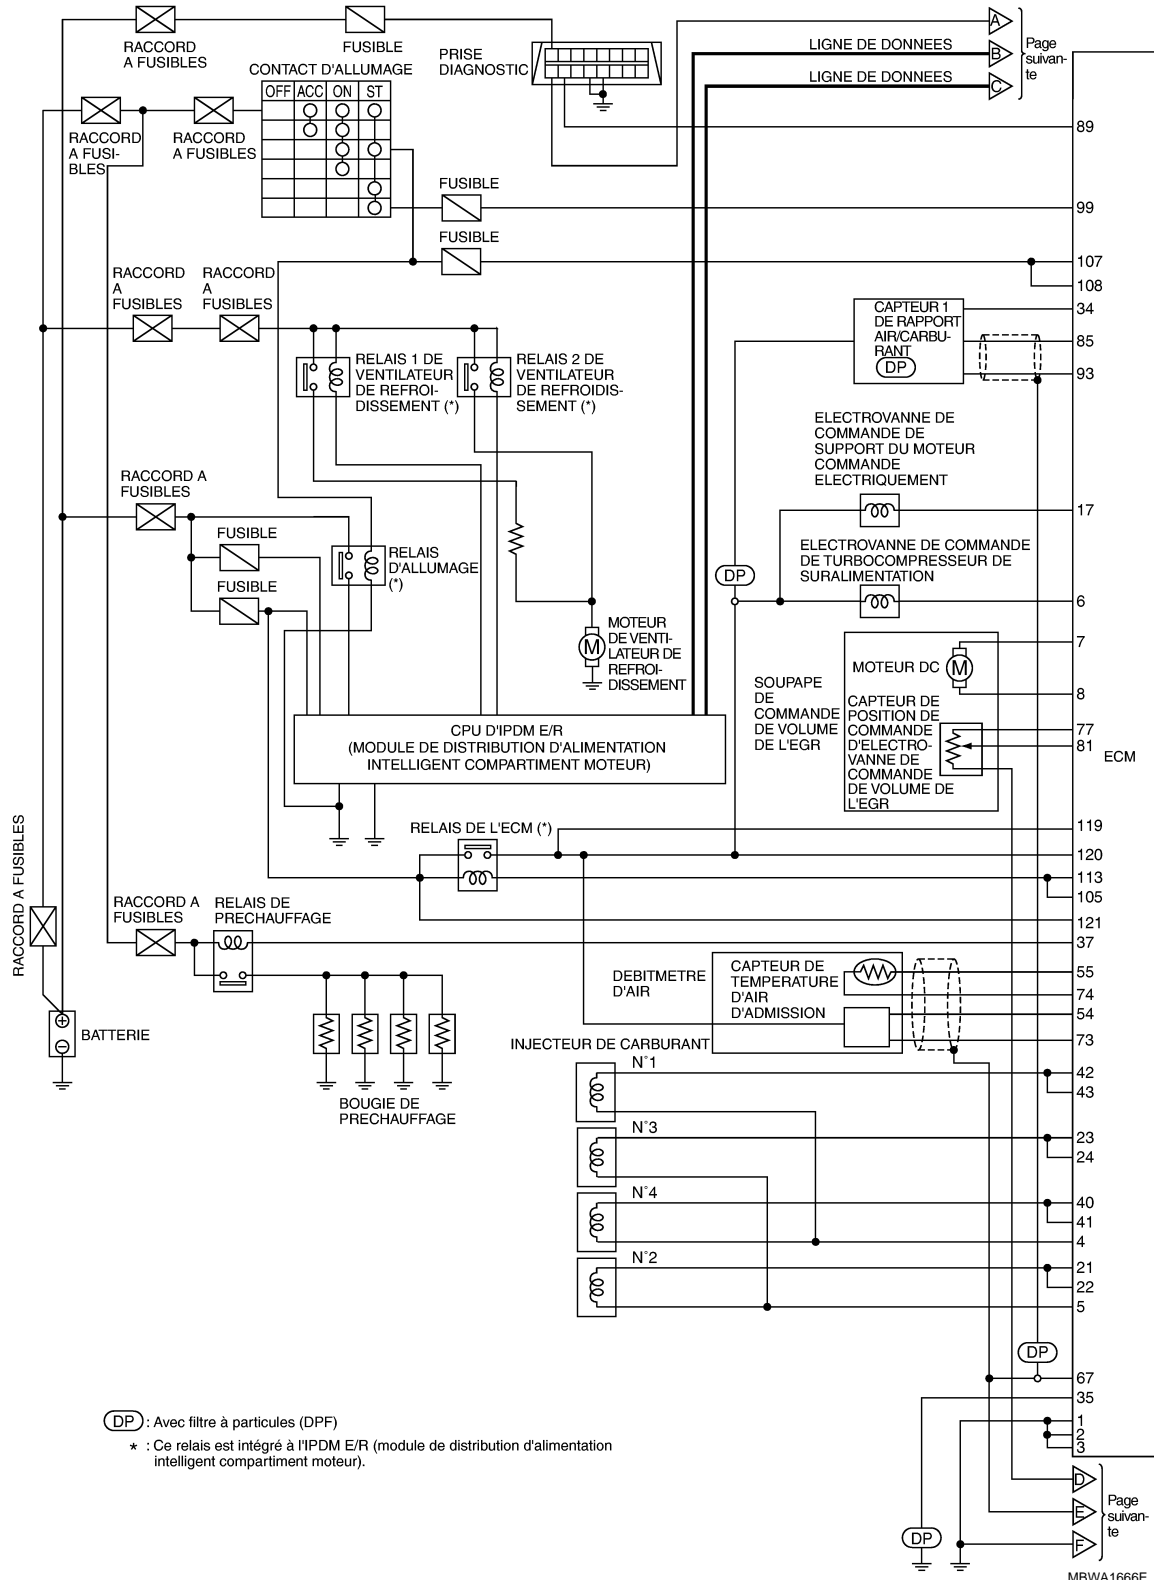 RACCORD
A FUSIBLES
FUSIBLE
PRISE
DIAGNOSTIC
LIGNE DE DONNEES
LIGNE DE DONNEES
A
B
C
Page
suivan-
te
CONTACT D'ALLUMAGE
OFF ACC ON ST
RACCORD
A FUSI-
BLES
RACCORD
A FUSIBLES
89
FUSIBLE
99
FUSIBLE
107
108
RACCORD
A
FUSIBLES
RACCORD
A
FUSIBLES
CAPTEUR 1
DE RAPPORT
AIR/CARBU-
RANT
DP
34
85
93
RELAIS 1 DE
VENTILATEUR
DE REFROI-
DISSEMENT (*)
RELAIS 2 DE
VENTILATEUR
DE REFROIDIS-
SEMENT (*)
ELECTROVANNE DE
COMMANDE DE
SUPPORT DU MOTEUR
COMMANDE
ELECTRIQUEMENT
17
RACCORD A
FUSIBLES
FUSIBLE
FUSIBLE
RELAIS
D'ALLUMAGE
(*)
ELECTROVANNE DE COMMANDE
DE TURBOCOMPRESSEUR DE
SURALIMENTATION
DP
6
M
MOTEUR
DE VENTI-
LATEUR DE
REFROI-
DISSEMENT
SOUPAPE
DE
COMMANDE
DE VOLUME
DE L'EGR
MOTEUR DC
M
7
8
CAPTEUR DE
POSITION DE
COMMANDE
D'ELECTRO-
VANNE DE
COMMANDE
DE VOLUME DE
L'EGR
77
81
ECM
CPU D'IPDM E/R
(MODULE DE DISTRIBUTION D'ALIMENTATION
INTELLIGENT COMPARTIMENT MOTEUR)
RELAIS DE L'ECM (*)
119
120
113
105
121
37
RACCORD A FUSIBLES
RACCORD A
FUSIBLES
RELAIS DE
PRECHAUFFAGE
BATTERIE
BOUGIE DE
PRECHAUFFAGE
DEBITMETRE
D'AIR
CAPTEUR DE
TEMPERATURE
D'AIR
D'ADMISSION
55
74
54
73
INJECTEUR DE CARBURANT
N°1
42
43
N°3
23
24
N°4
40
41
4
N°2
21
22
5
DP
67
35
1
2
3
DP : Avec filtre à particules (DPF)
* : Ce relais est intégré à l'IPDM E/R (module de distribution d'alimentation
intelligent compartiment moteur).
D
E
F
Page
suivan-
te
DP
MBWA1666E